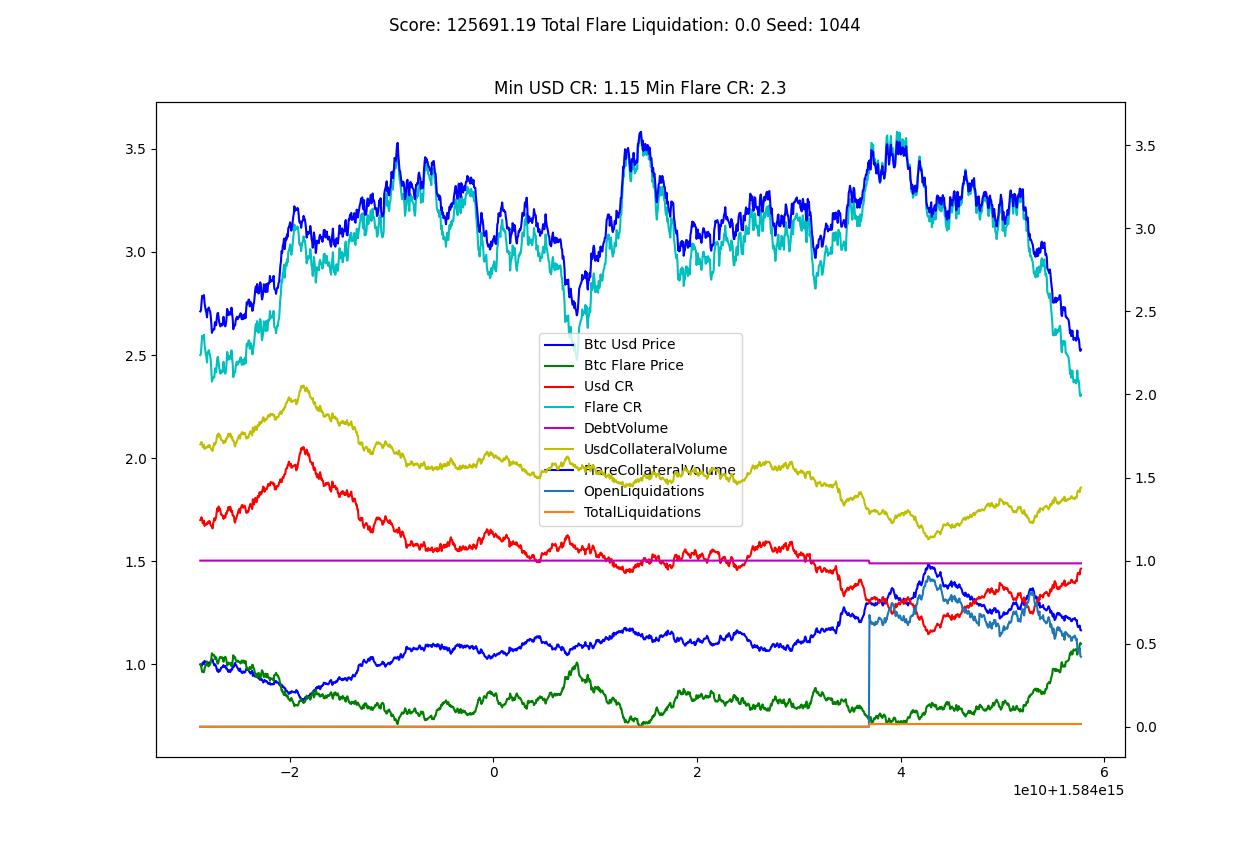 Score: 125691.19 Total Flare Liquidation: 0.0 Seed: 1044
Min USD CR: 1.15 Min Flare CR: 2.3
3.5
3.0
2.5
2.0
1.5
1.0
3.5
3.0
2.5
2.0
1.5
1.0
0.5
0.0
Btc Usd Price
Btc Flare Price
Usd CR
Flare CR
DebtVolume
UsdCollateralVolume
FlareCollateralVolume
OpenLiquidations
TotalLiquidations
−2 0 2 4 6
1e10+1.584e15